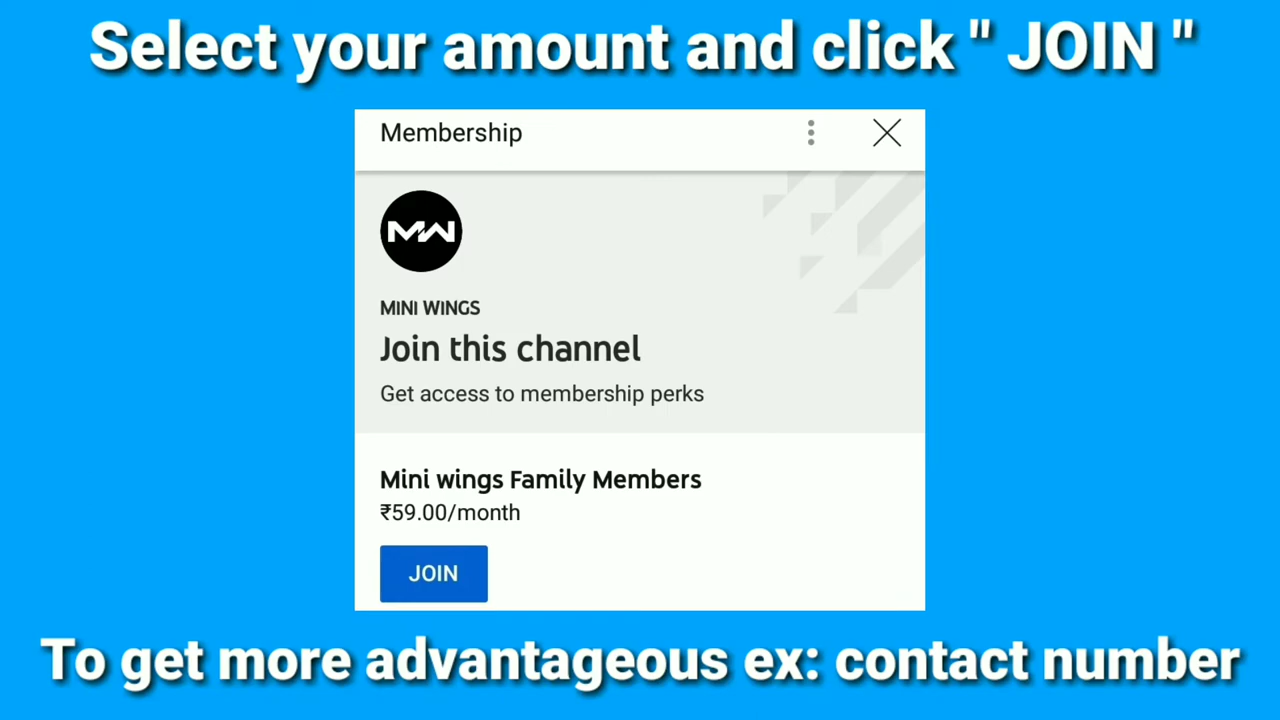 Select your amount and click " JOIN "
Membership
MW
MINI WINGS
Join this channel
Get access to membership perks
Mini wings Family Members
₹59.00/month
JOIN
To get more advantageous ex: contact number